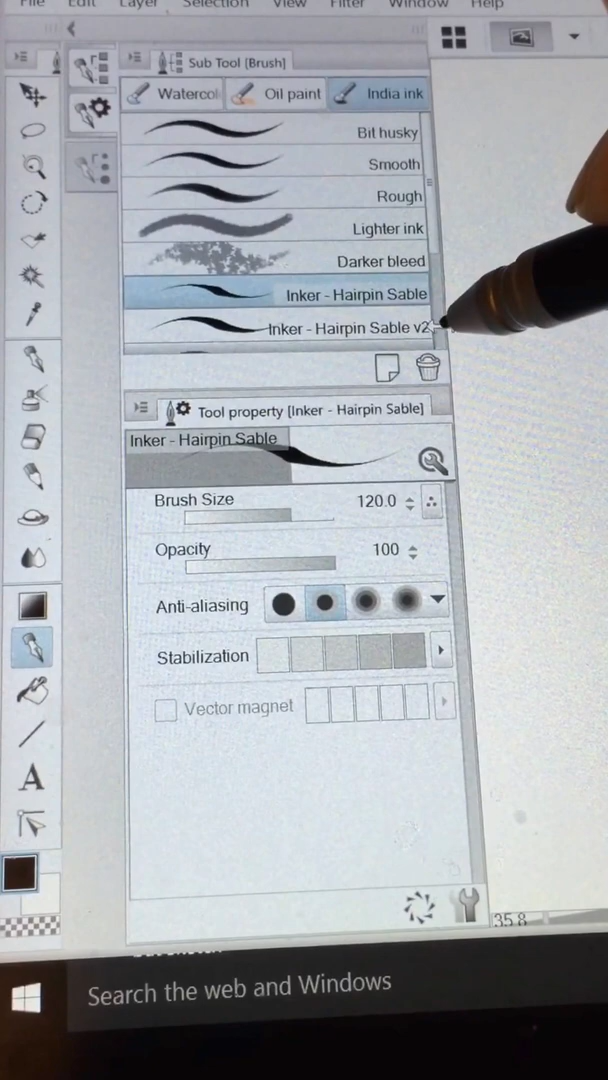 File Edit Layer Selection View Filter Window Help
Sub Tool [Brush]
Watercol Oil paint India ink
Bit husky
Smooth
Rough
Lighter ink
Darker bleed
Inker - Hairpin Sable
Inker - Hairpin Sable v2
Tool property [Inker - Hairpin Sable]
Inker - Hairpin Sable
Brush Size 120.0
Opacity 100
Anti-aliasing
Stabilization
Vector magnet
A
35.8
Search the web and Windows